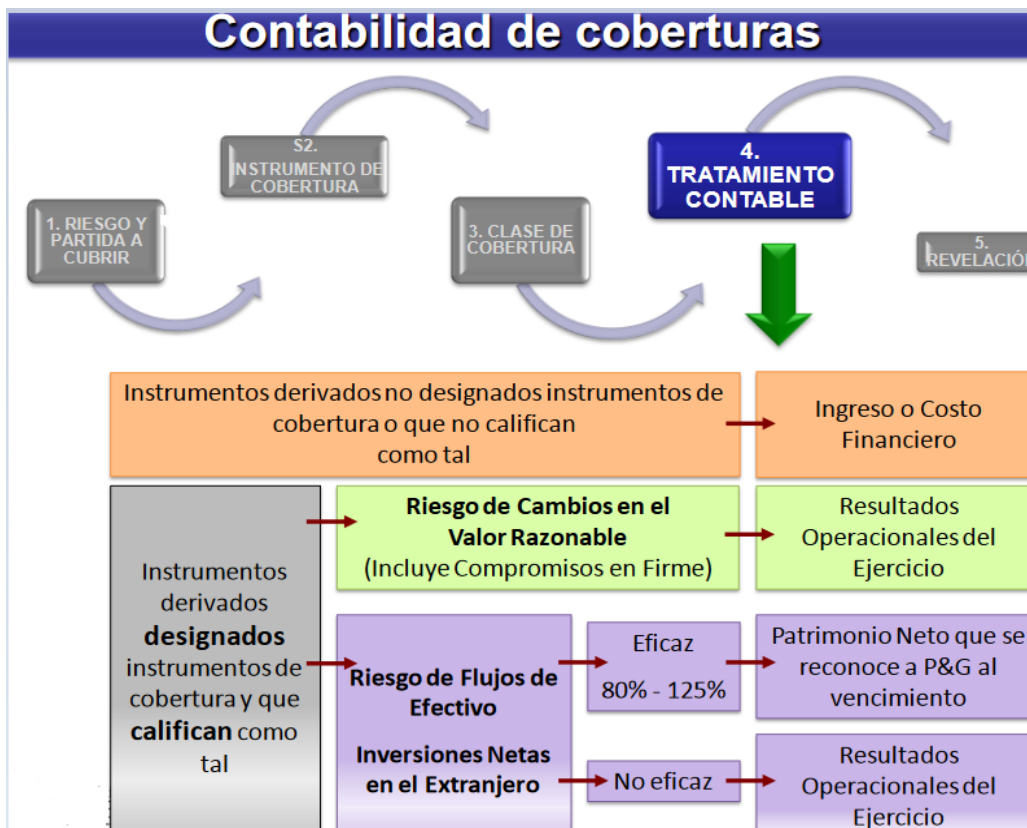 Contabilidad de coberturas
1. RIESGO Y
PARTIDA A
CUBRIR
S2.
INSTRUMENTO DE
COBERTURA
3. CLASE DE
COBERTURA
4.
TRATAMIENTO
CONTABLE
5.
REVELACIÓN
Instrumentos derivados no designados instrumentos de
cobertura o que no califican
como tal
Ingreso o Costo
Financiero
Instrumentos
derivados
designados
instrumentos de
cobertura y que
califican como
tal
Riesgo de Cambios en el
Valor Razonable
(Incluye Compromisos en Firme)
Resultados
Operacionales del
Ejercicio
Riesgo de Flujos de
Efectivo
Inversiones Netas
en el Extranjero
Eficaz
80% - 125%
Patrimonio Neto que se
reconoce a P&G al
vencimiento
No eficaz
Resultados
Operacionales del
Ejercicio